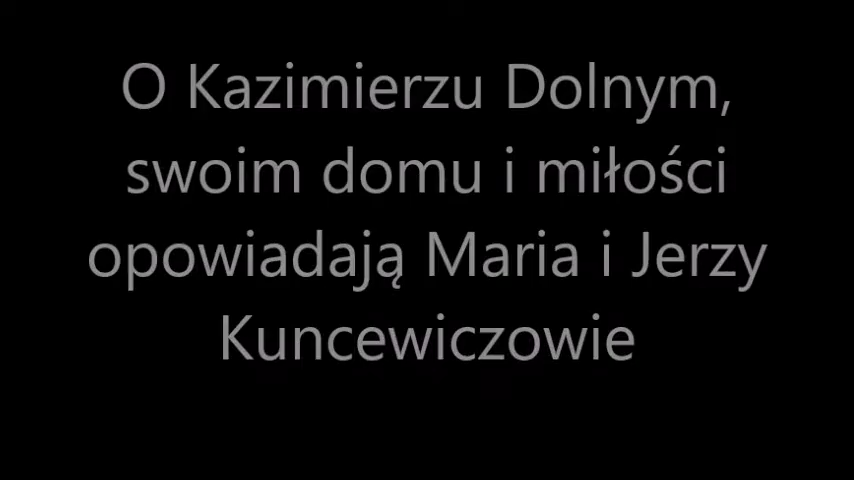 O Kazimierzu Dolnym,
swoim domu i miłości
opowiadają Maria i Jerzy
Kuncewiczowie